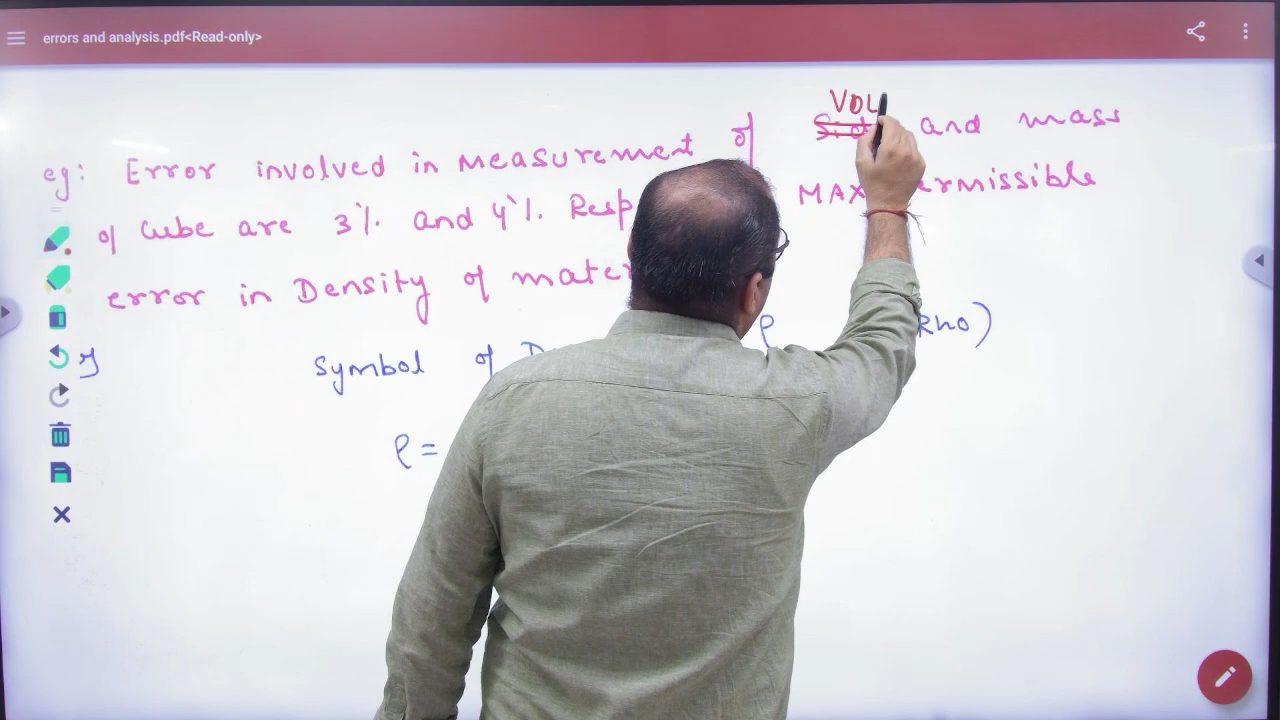 errors and analysis.pdf<Read-only>
VOL
eg: Error involved in measurement of and mass
of Cube are 3% and 4% Resp MAX ermissible
error in Density of mater
Symbol of Rho)
ρ =